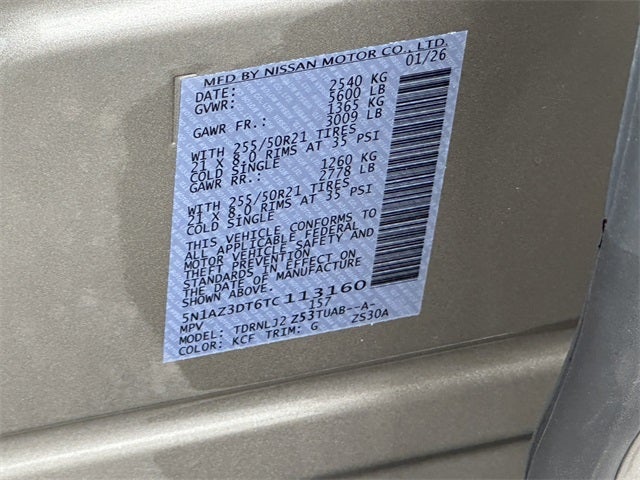 MFD BY NISSAN MOTOR CO., LTD.
DATE: 01/26
GVWR: 2540 KG
5600 LB
GAWR FR.: 1365 KG
3009 LB
WITH 255/50R21 TIRES
21 X 8.0 RIMS AT 35 PSI
COLD SINGLE
GAWR RR.: 1260 KG
2778 LB
WITH 255/50R21 TIRES
21 X 8.0 RIMS AT 35 PSI
COLD SINGLE
THIS VEHICLE CONFORMS TO
ALL APPLICABLE FEDERAL
MOTOR VEHICLE SAFETY AND
THEFT PREVENTION
STANDARDS IN EFFECT ON
THE DATE OF MANUFACTURE
SHOWN ABOVE.
5N1AZ3DT6TC113160
MPV 157
MODEL: TDRNLJ2 Z53TUAB--A-
COLOR: KCF TRIM: G ZS30A